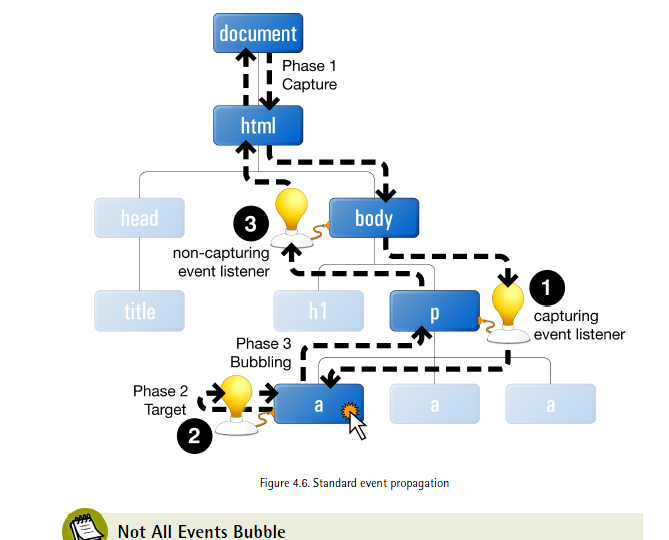 document
Phase 1
Capture
html
head
3
body
non-capturing
event listener
1
title
h1
p
capturing
event listener
Phase 3
Bubbling
Phase 2
Target
a
a
a
2
Figure 4.6. Standard event propagation
Not All Events Bubble